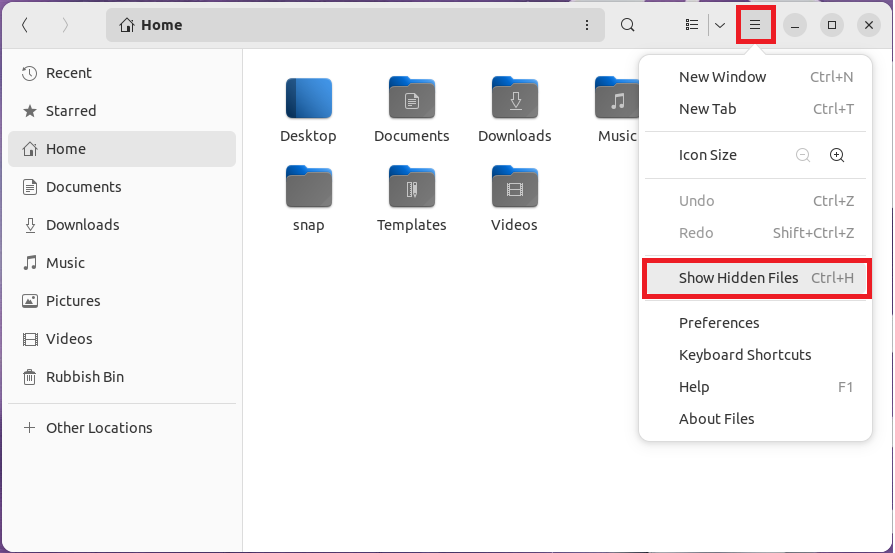 Home
Recent
Starred
Home
Documents
Downloads
Music
Pictures
Videos
Rubbish Bin
Other Locations
Desktop
Documents
Downloads
Music
snap
Templates
Videos
New Window Ctrl+N
New Tab Ctrl+T
Icon Size
Undo Ctrl+Z
Redo Shift+Ctrl+Z
Show Hidden Files Ctrl+H
Preferences
Keyboard Shortcuts
Help F1
About Files